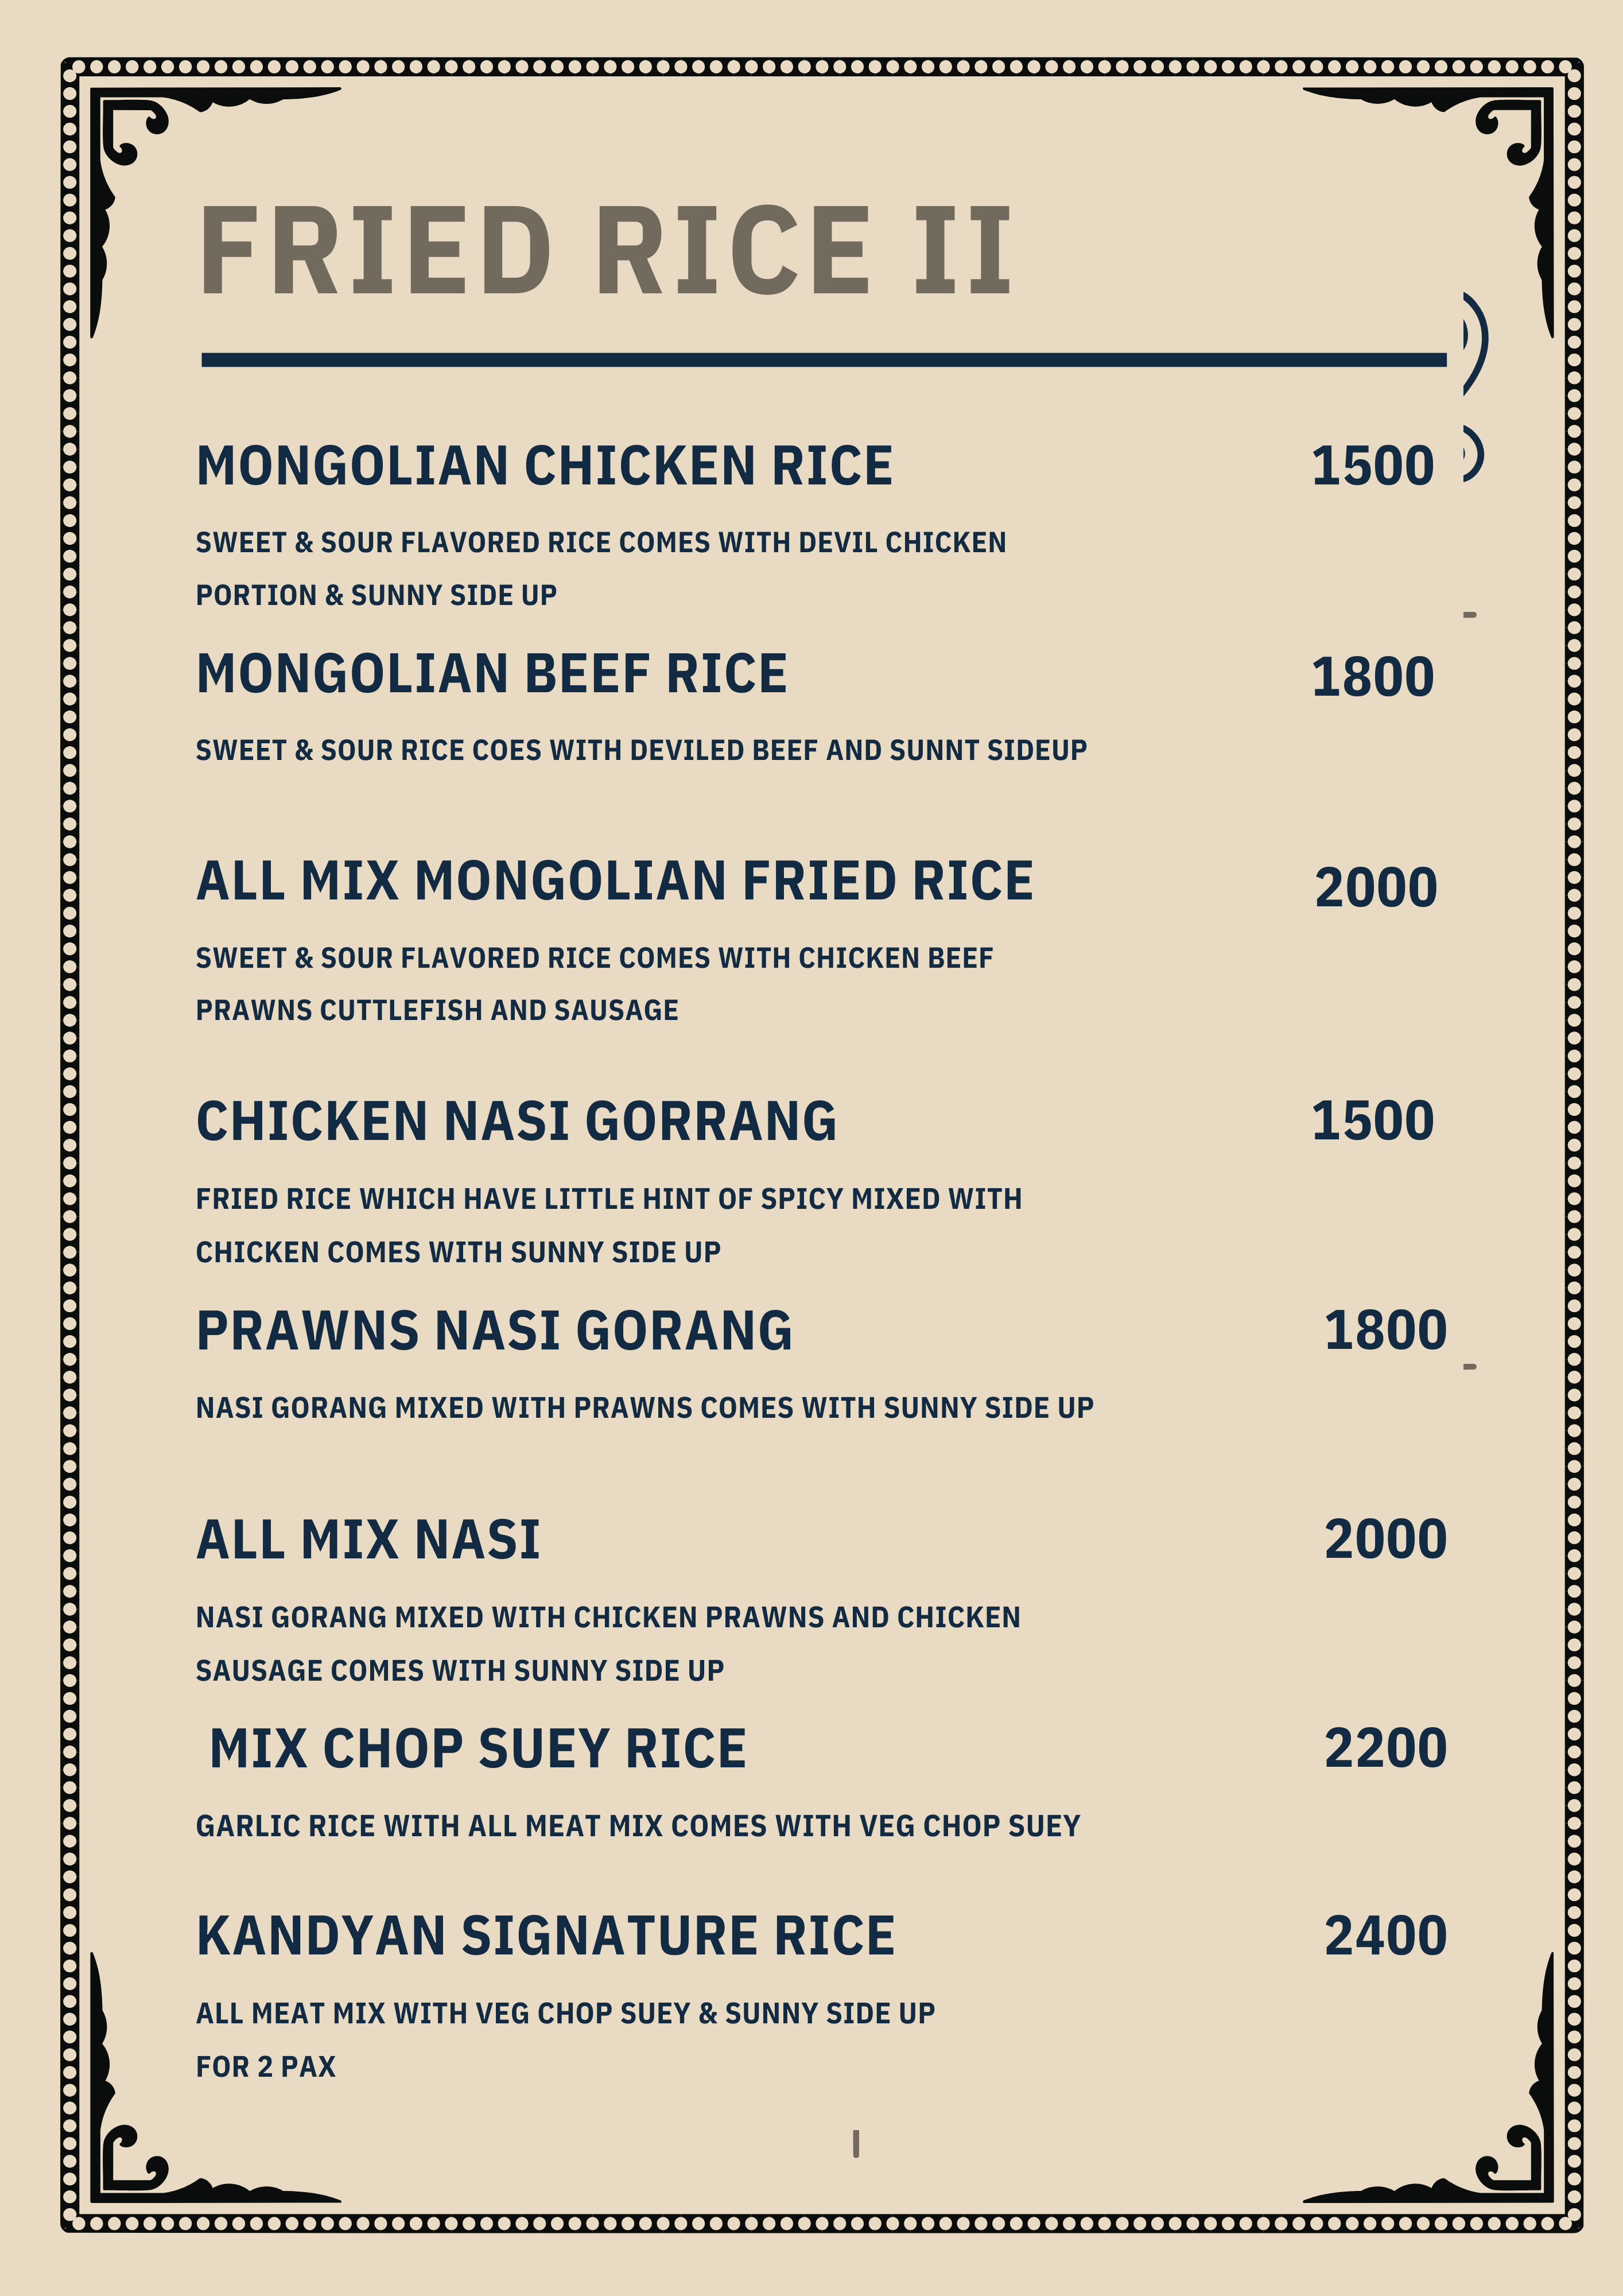 FRIED RICE II
MONGOLIAN CHICKEN RICE 1500
SWEET & SOUR FLAVORED RICE COMES WITH DEVIL CHICKEN
PORTION & SUNNY SIDE UP
MONGOLIAN BEEF RICE 1800
SWEET & SOUR RICE COES WITH DEVILED BEEF AND SUNNT SIDEUP
ALL MIX MONGOLIAN FRIED RICE 2000
SWEET & SOUR FLAVORED RICE COMES WITH CHICKEN BEEF
PRAWNS CUTTLEFISH AND SAUSAGE
CHICKEN NASI GORRANG 1500
FRIED RICE WHICH HAVE LITTLE HINT OF SPICY MIXED WITH
CHICKEN COMES WITH SUNNY SIDE UP
PRAWNS NASI GORANG 1800
NASI GORANG MIXED WITH PRAWNS COMES WITH SUNNY SIDE UP
ALL MIX NASI 2000
NASI GORANG MIXED WITH CHICKEN PRAWNS AND CHICKEN
SAUSAGE COMES WITH SUNNY SIDE UP
MIX CHOP SUEY RICE 2200
GARLIC RICE WITH ALL MEAT MIX COMES WITH VEG CHOP SUEY
KANDYAN SIGNATURE RICE 2400
ALL MEAT MIX WITH VEG CHOP SUEY & SUNNY SIDE UP
FOR 2 PAX